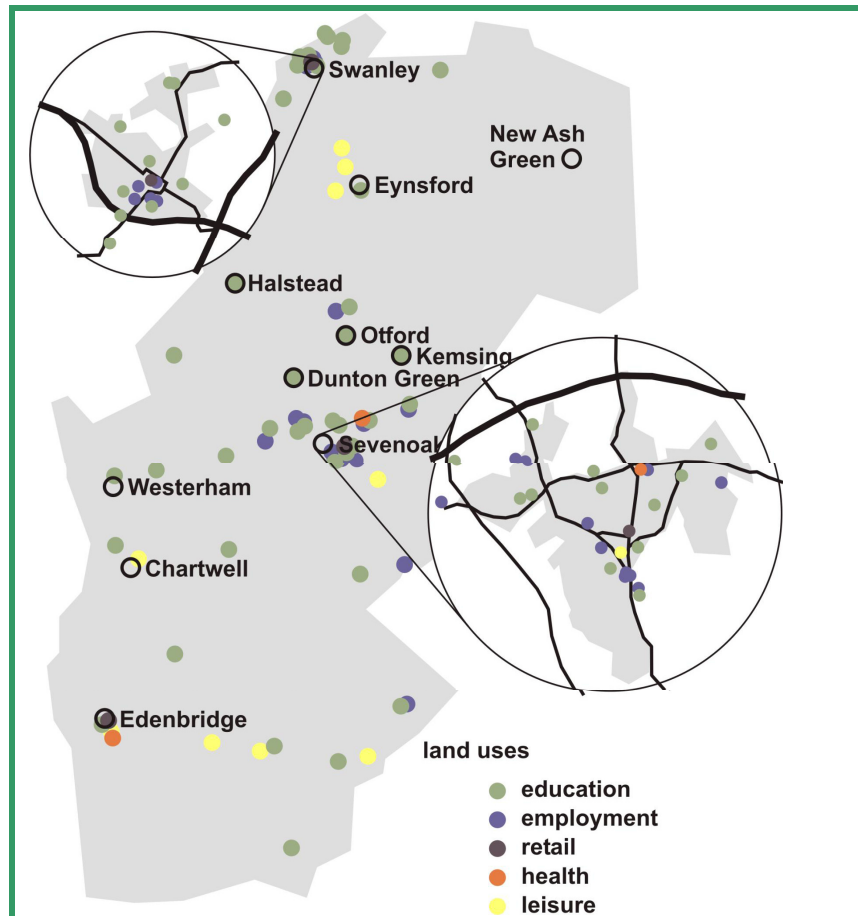 Swanley
New Ash
Green
Eynsford
Halstead
Otford
Kemsing
Dunton Green
Sevenoal
Westerham
Chartwell
Edenbridge
land uses
education
employment
retail
health
leisure